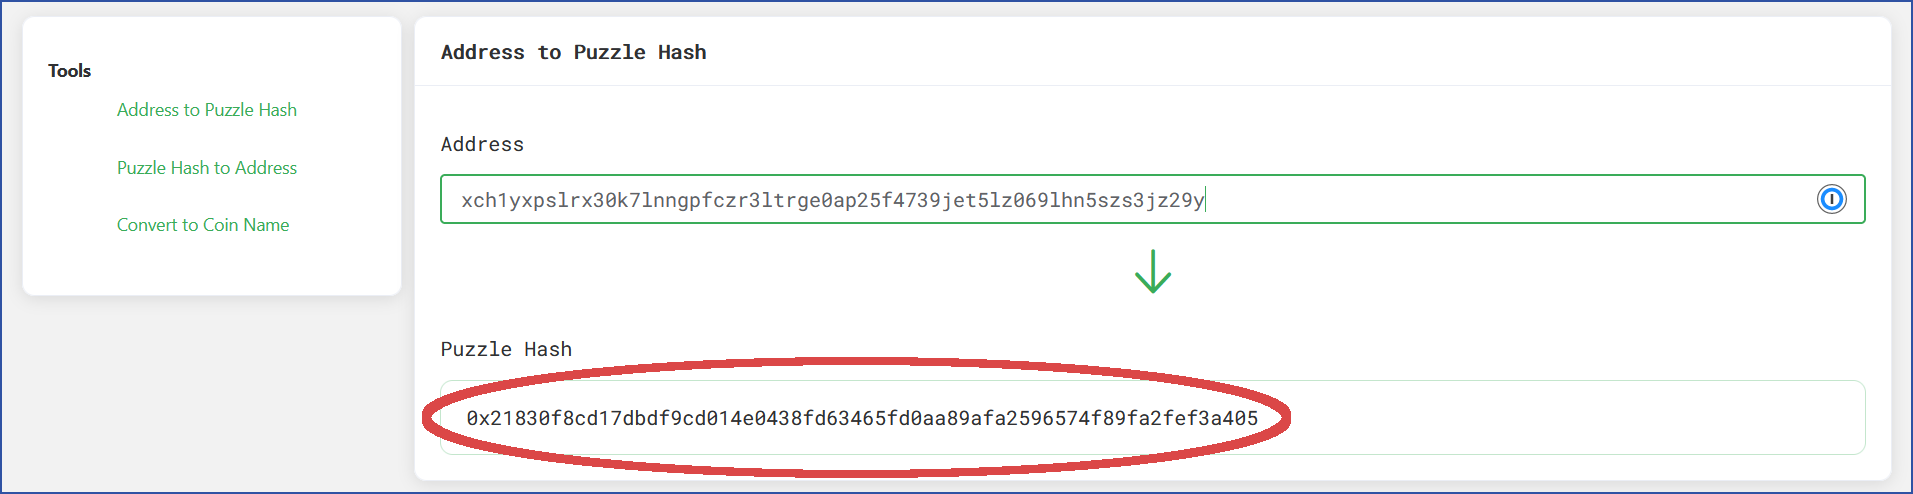 Tools
Address to Puzzle Hash
Puzzle Hash to Address
Convert to Coin Name
Address to Puzzle Hash
Address
xch1yxpslrx30k7lnngpfczr3ltrge0ap25f4739jet5lz069lhn5szs3jz29y
Puzzle Hash
0x21830f8cd17dbdf9cd014e0438fd63465fd0aa89afa2596574f89fa2fef3a405